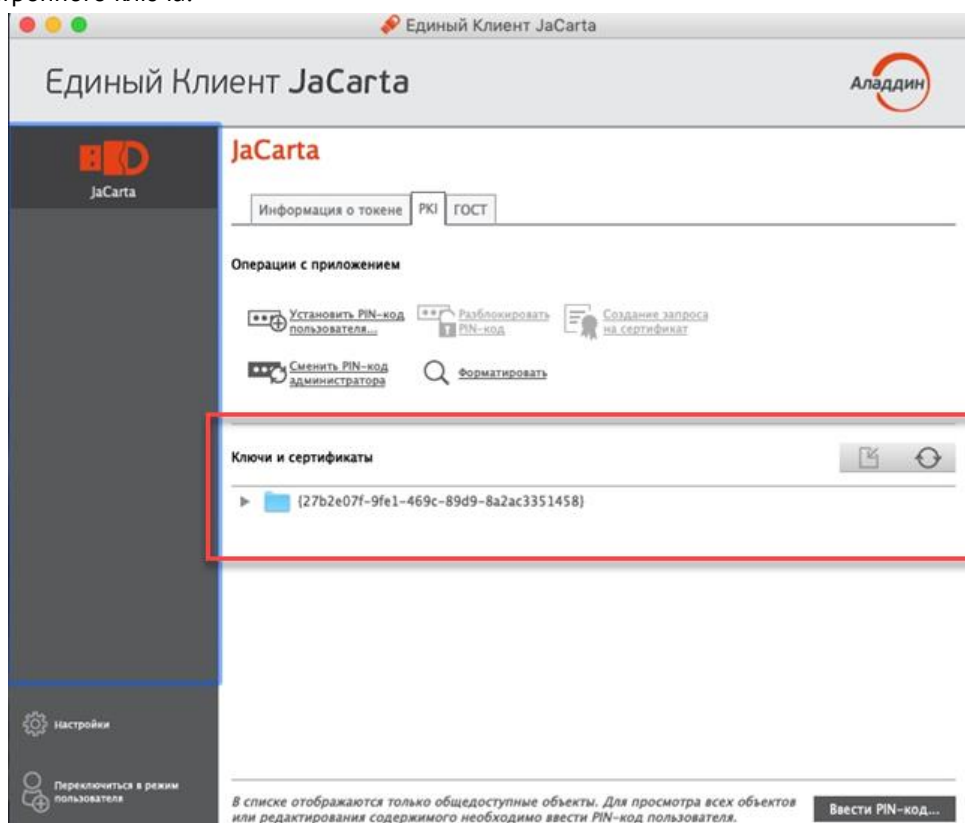 тронного ключа.
Единый Клиент JaCarta
Единый Клиент JaCarta
Аладдин
JaCarta
JaCarta
Информация о токене PKI ГОСТ
Операции с приложением
Установить PIN-код
пользователя...
Разблокировать
PIN-код
Создание запроса
на сертификат
Сменить PIN-код
администратора
Форматировать
Ключи и сертификаты
{27b2e07f-9fe1-469c-89d9-8a2ac3351458}
Настройки
Переключиться в режим
пользователя
В списке отображаются только общедоступные объекты. Для просмотра всех объектов
или редактирования содержимого необходимо ввести PIN-код пользователя.
Ввести PIN-код...